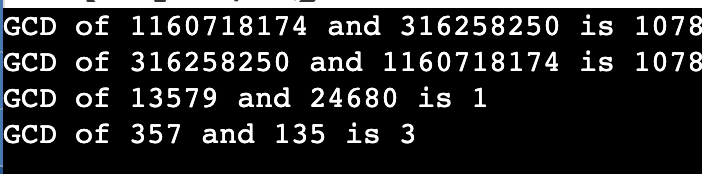 GCD of 1160718174 and 316258250 is 1078
GCD of 316258250 and 1160718174 is 1078
GCD of 13579 and 24680 is 1
GCD of 357 and 135 is 3